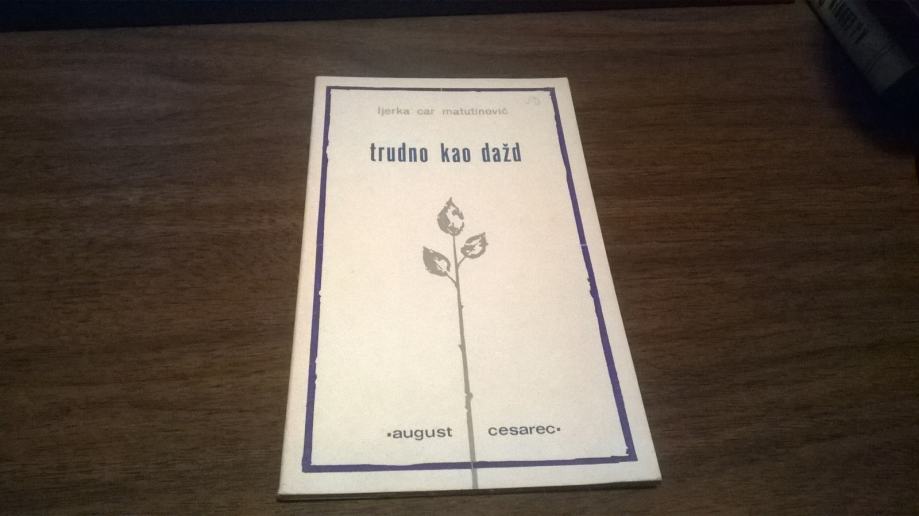 ljerka car matutinović
trudno kao dažd
•august cesarec•